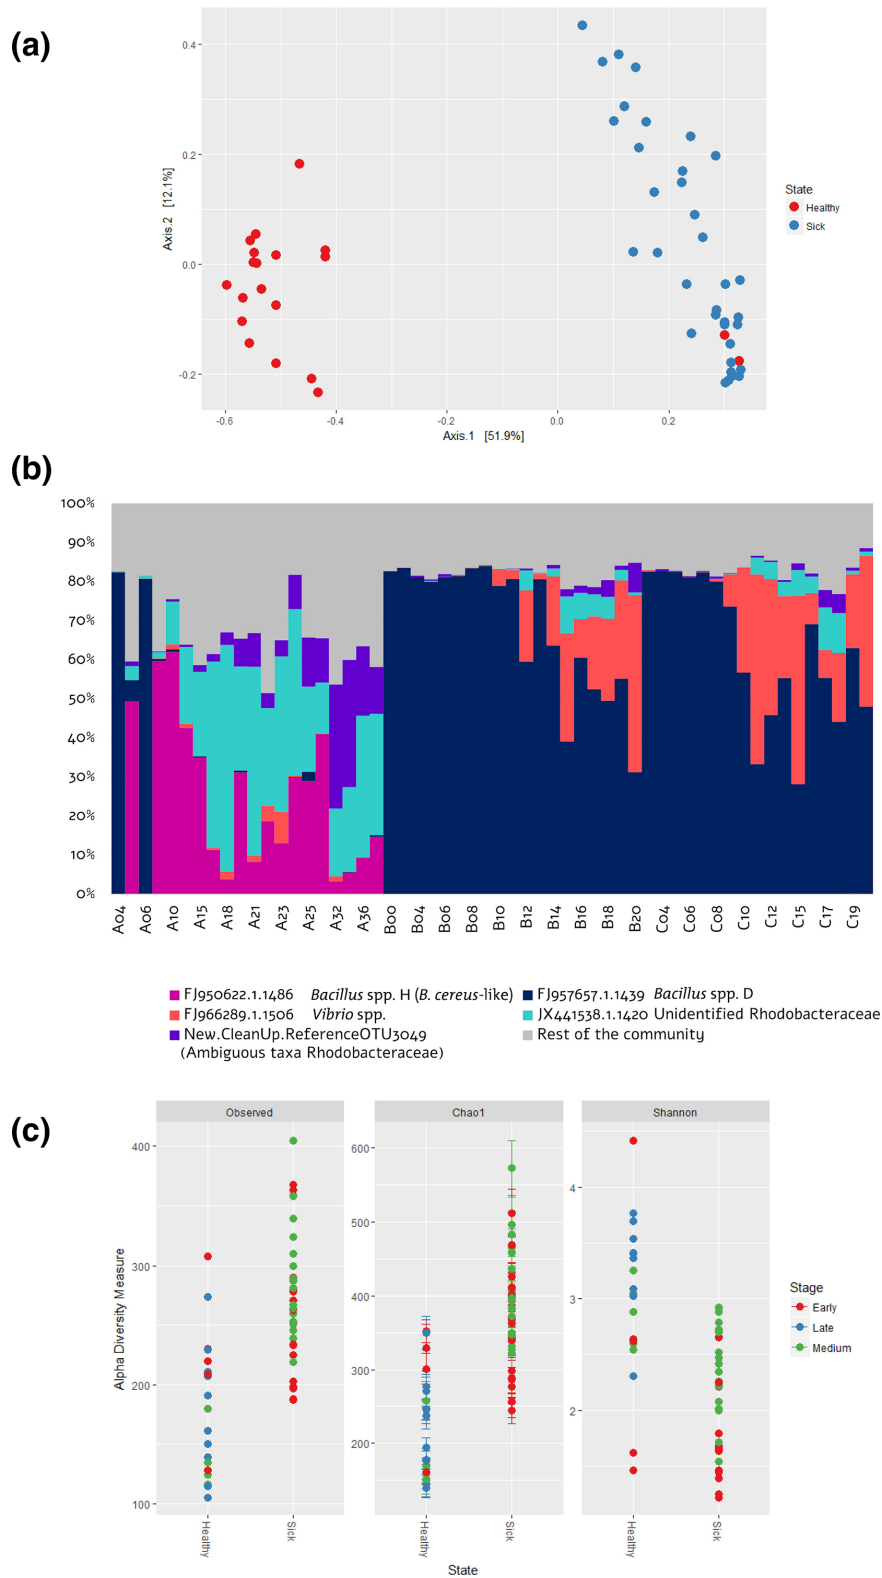 (a)
0.4
0.2
0.0
-0.2
Axis.2 [12.1%]
-0.6 -0.4 -0.2 0.0 0.2
Axis.1 [51.9%]
State
Healthy
Sick
(b)
100%
90%
80%
70%
60%
50%
40%
30%
20%
10%
0%
A04 A06 A10 A15 A18 A21 A23 A25 A32 A36 B00 B04 B06 B08 B10 B12 B14 B16 B18 B20 C04 C06 C08 C10 C12 C15 C17 C19
FJ950622.1.1486 Bacillus spp. H (B. cereus-like) FJ957657.1.1439 Bacillus spp. D
FJ966289.1.1506 Vibrio spp. JX441538.1.1420 Unidentified Rhodobacteraceae
New.CleanUp.ReferenceOTU3049 Rest of the community
(Ambiguous taxa Rhodobacteraceae)
(c)
Observed Chao1 Shannon
Alpha Diversity Measure
400
300
200
100
600
500
400
300
200
4
3
2
Healthy Sick Healthy Sick Healthy Sick
State
Stage
Early
Late
Medium